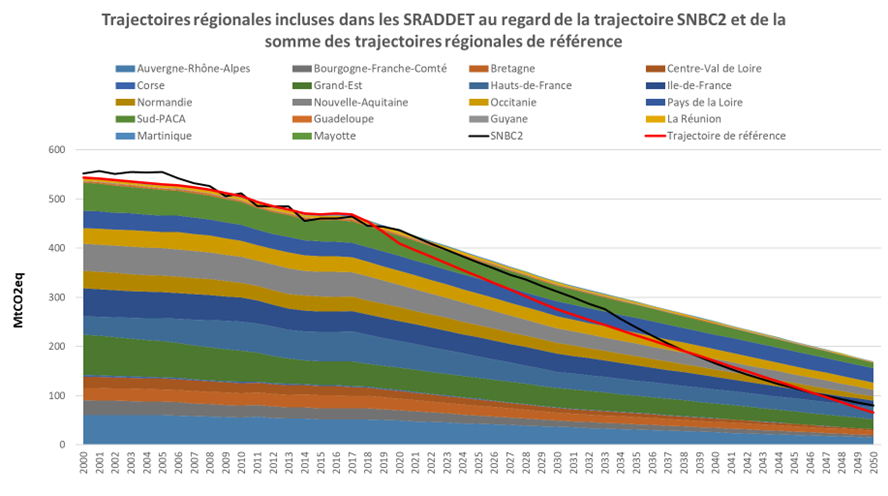 Trajectoires régionales incluses dans les SRADDET au regard de la trajectoire SNBC2 et de la
somme des trajectoires régionales de référence
Auvergne-Rhône-Alpes Bourgogne-Franche-Comté Bretagne Centre-Val de Loire
Corse Grand-Est Hauts-de-France Ile-de-France
Normandie Nouvelle-Aquitaine Occitanie Pays de la Loire
Sud-PACA Guadeloupe Guyane La Réunion
Martinique Mayotte SNBC2 Trajectoire de référence
600
500
400
300
200
100
0
MtCO2eq
2000 2001 2002 2003 2004 2005 2006 2007 2008 2009 2010 2011 2012 2013 2014 2015 2016 2017 2018 2019 2020 2021 2022 2023 2024 2025 2026 2027 2028 2029 2030 2031 2032 2033 2034 2035 2036 2037 2038 2039 2040 2041 2042 2043 2044 2045 2046 2047 2048 2049 2050